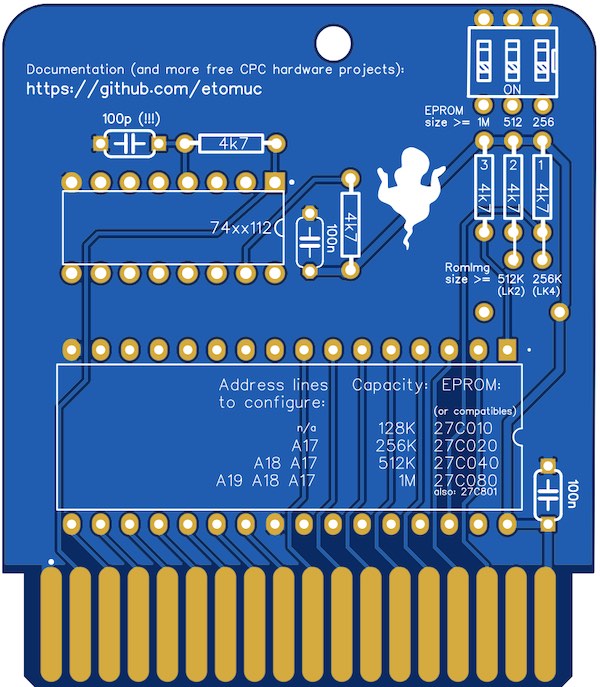 Documentation (and more free CPC hardware projects):
https://github.com/etomuc
ON
EPROM
size >= 1M 512 256
100p (!!!)
4k7
3 2 1
4k7 4k7 4k7
74xx112
100n
4k7
RomImg
size >= 512K 256K
(LK2) (LK4)
Address lines Capacity: EPROM:
to configure:
(or compatibles)
n/a 128K 27C010
A17 256K 27C020
A18 A17 512K 27C040
A19 A18 A17 1M 27C080
also: 27C801
100n